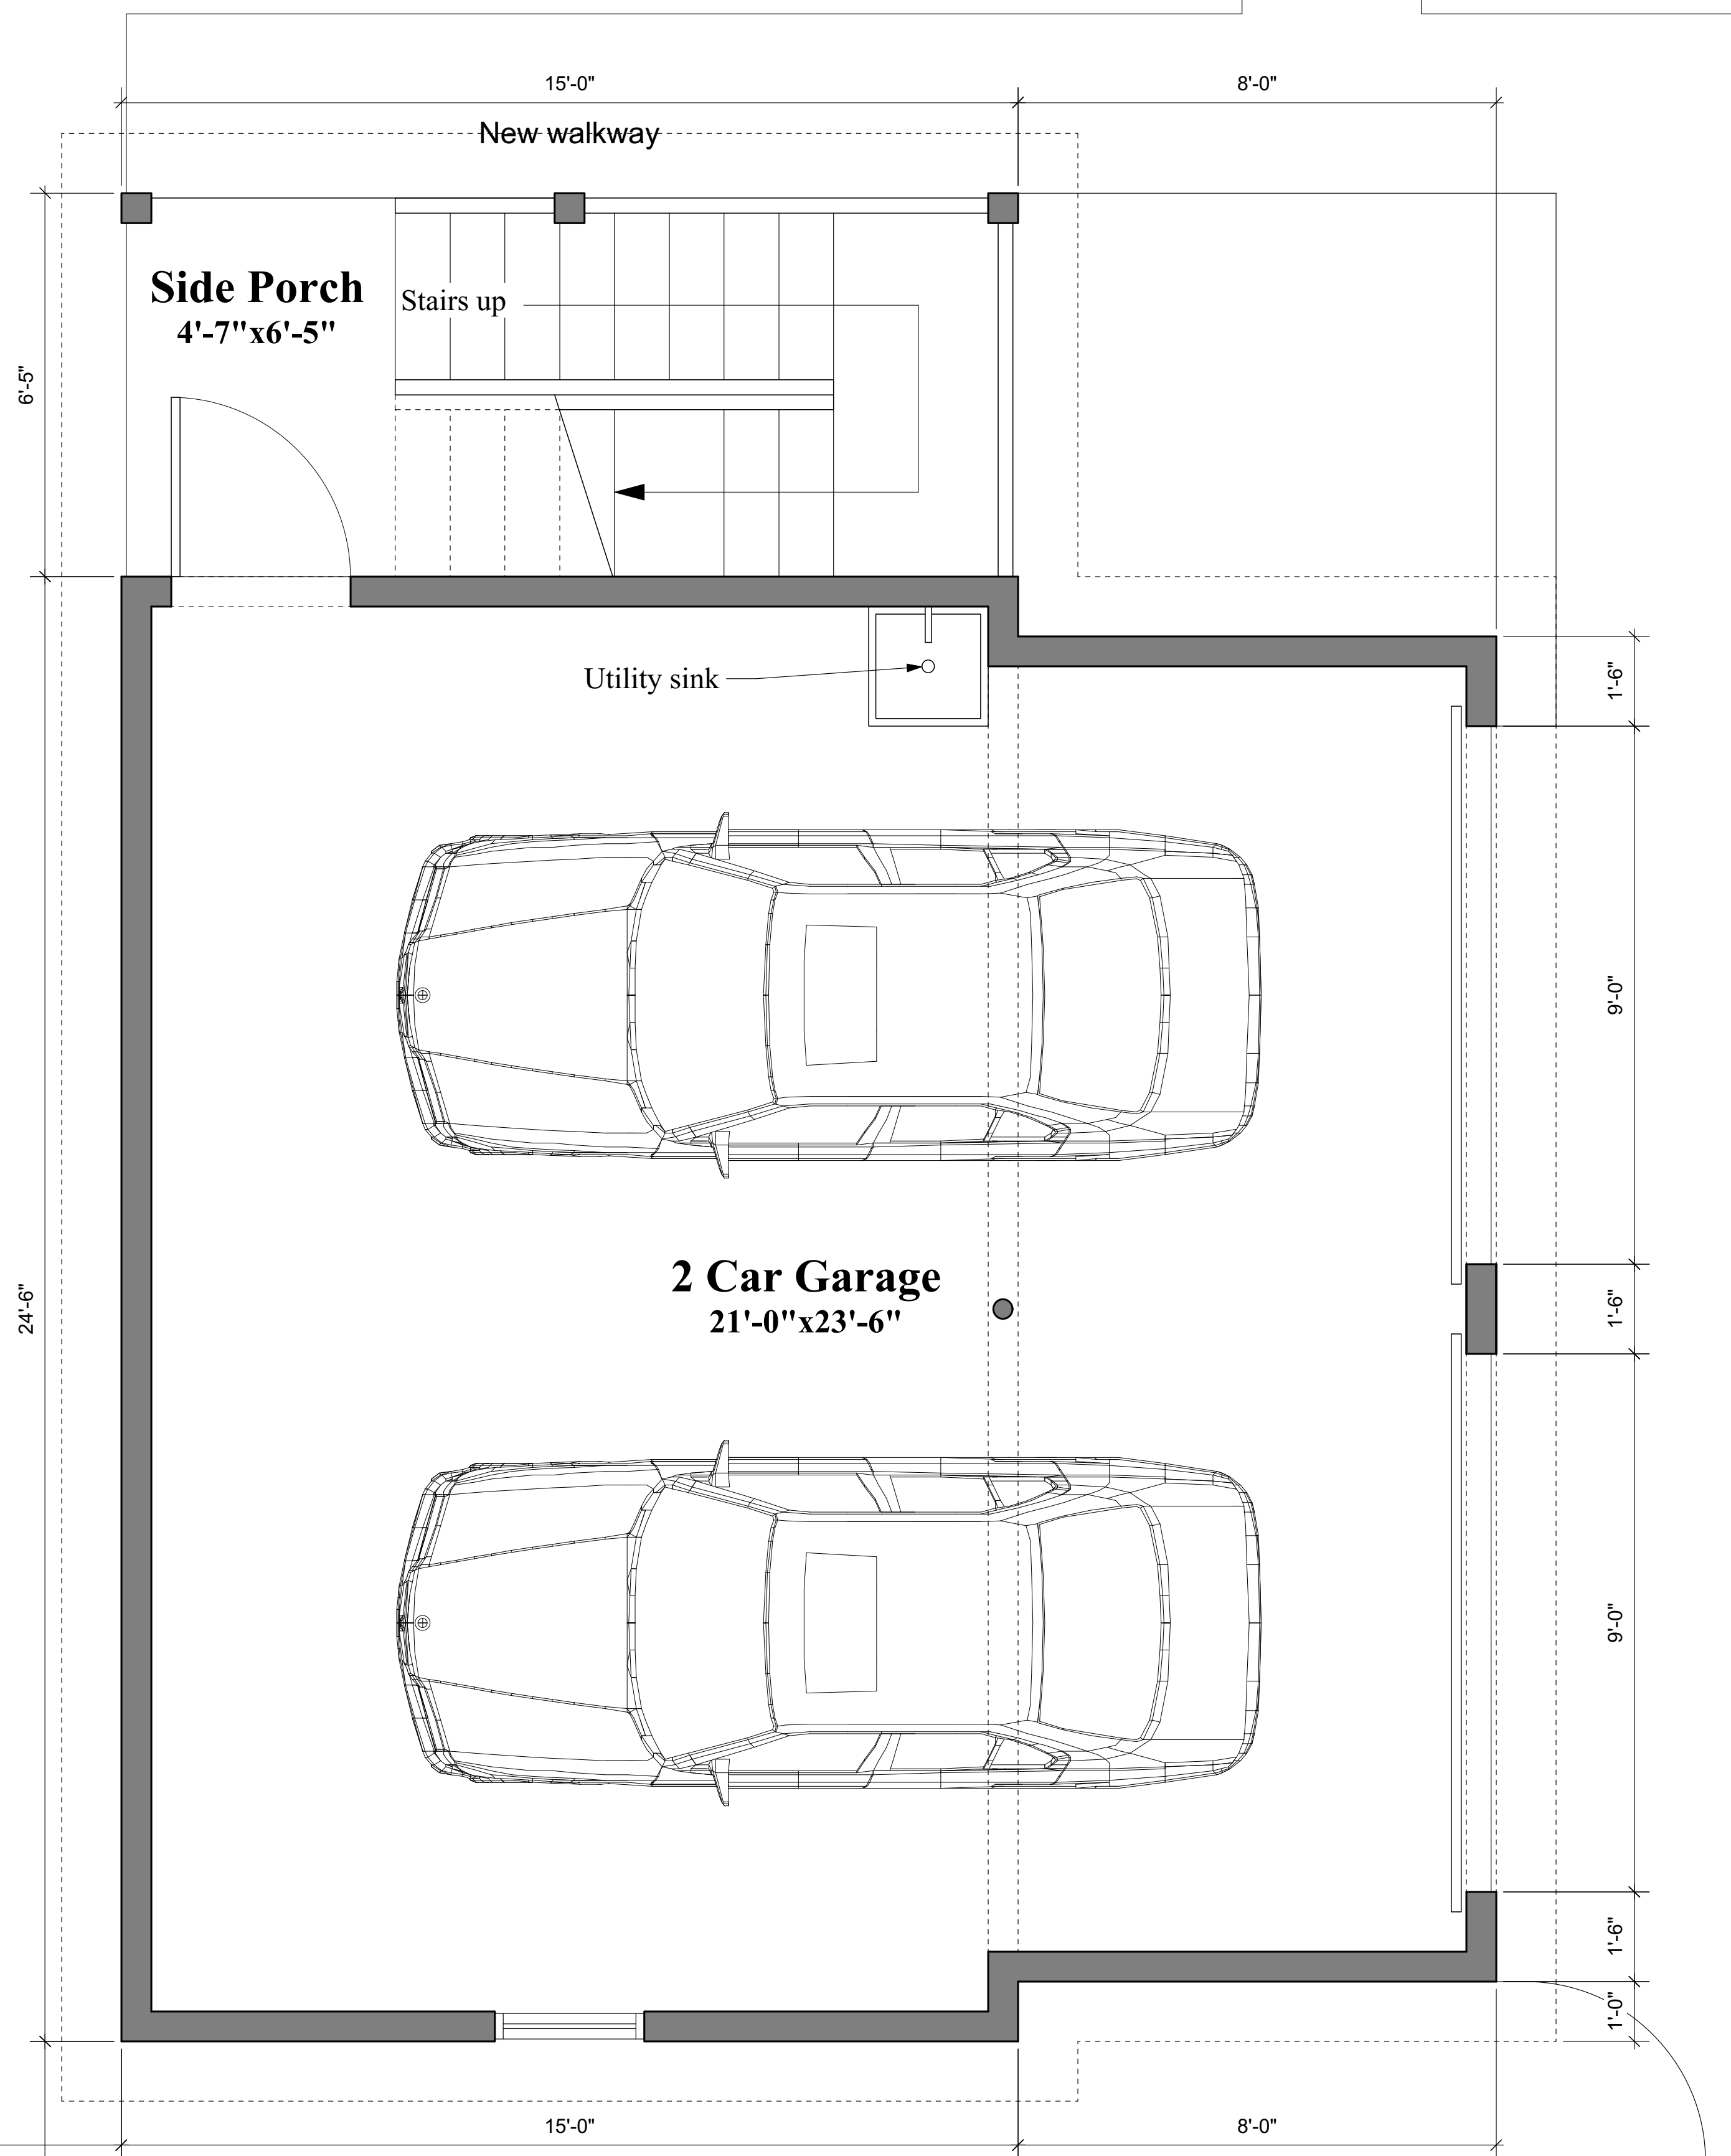 15'-0"
8'-0"
New walkway
Side Porch
4'-7"x6'-5"
Stairs up
6'-5"
Utility sink
1'-6"
9'-0"
2 Car Garage
21'-0"x23'-6"
24'-6"
1'-6"
9'-0"
1'-6"
1'-0"
15'-0"
8'-0"